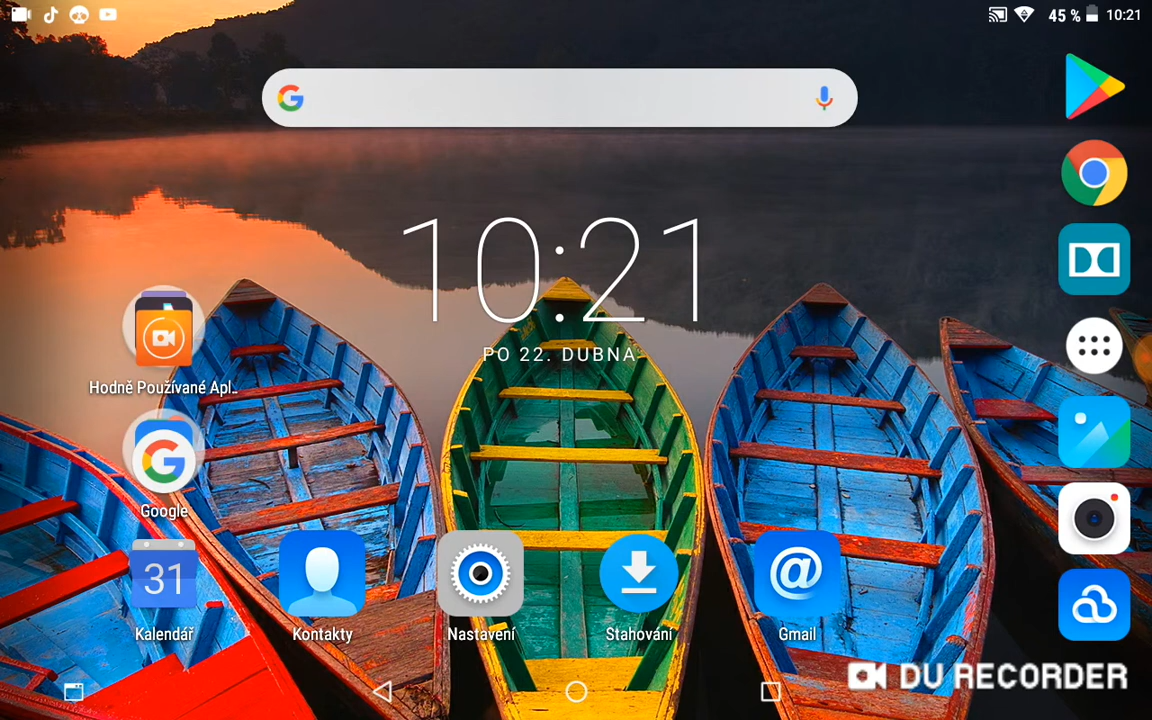 45 % 10:21
10:21
PO 22. DUBNA
Hodně Používané Apl..
Google
31
Kalendář
Kontakty
Nastavení
Stahování
@
Gmail
DU RECORDER